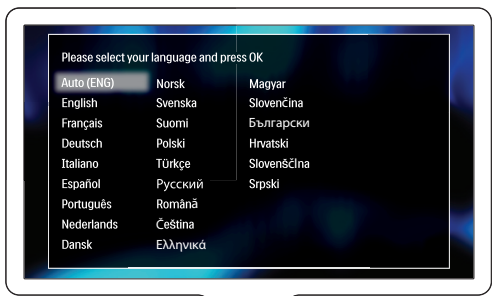 Please select your language and press OK
Auto (ENG)
English
Français
Deutsch
Italiano
Español
Português
Nederlands
Dansk
Norsk
Svenska
Suomi
Polski
Türkçe
Русский
Română
Čeština
Ελληνικά
Magyar
Slovenčina
Български
Hrvatski
SlovenšČIna
Srpski